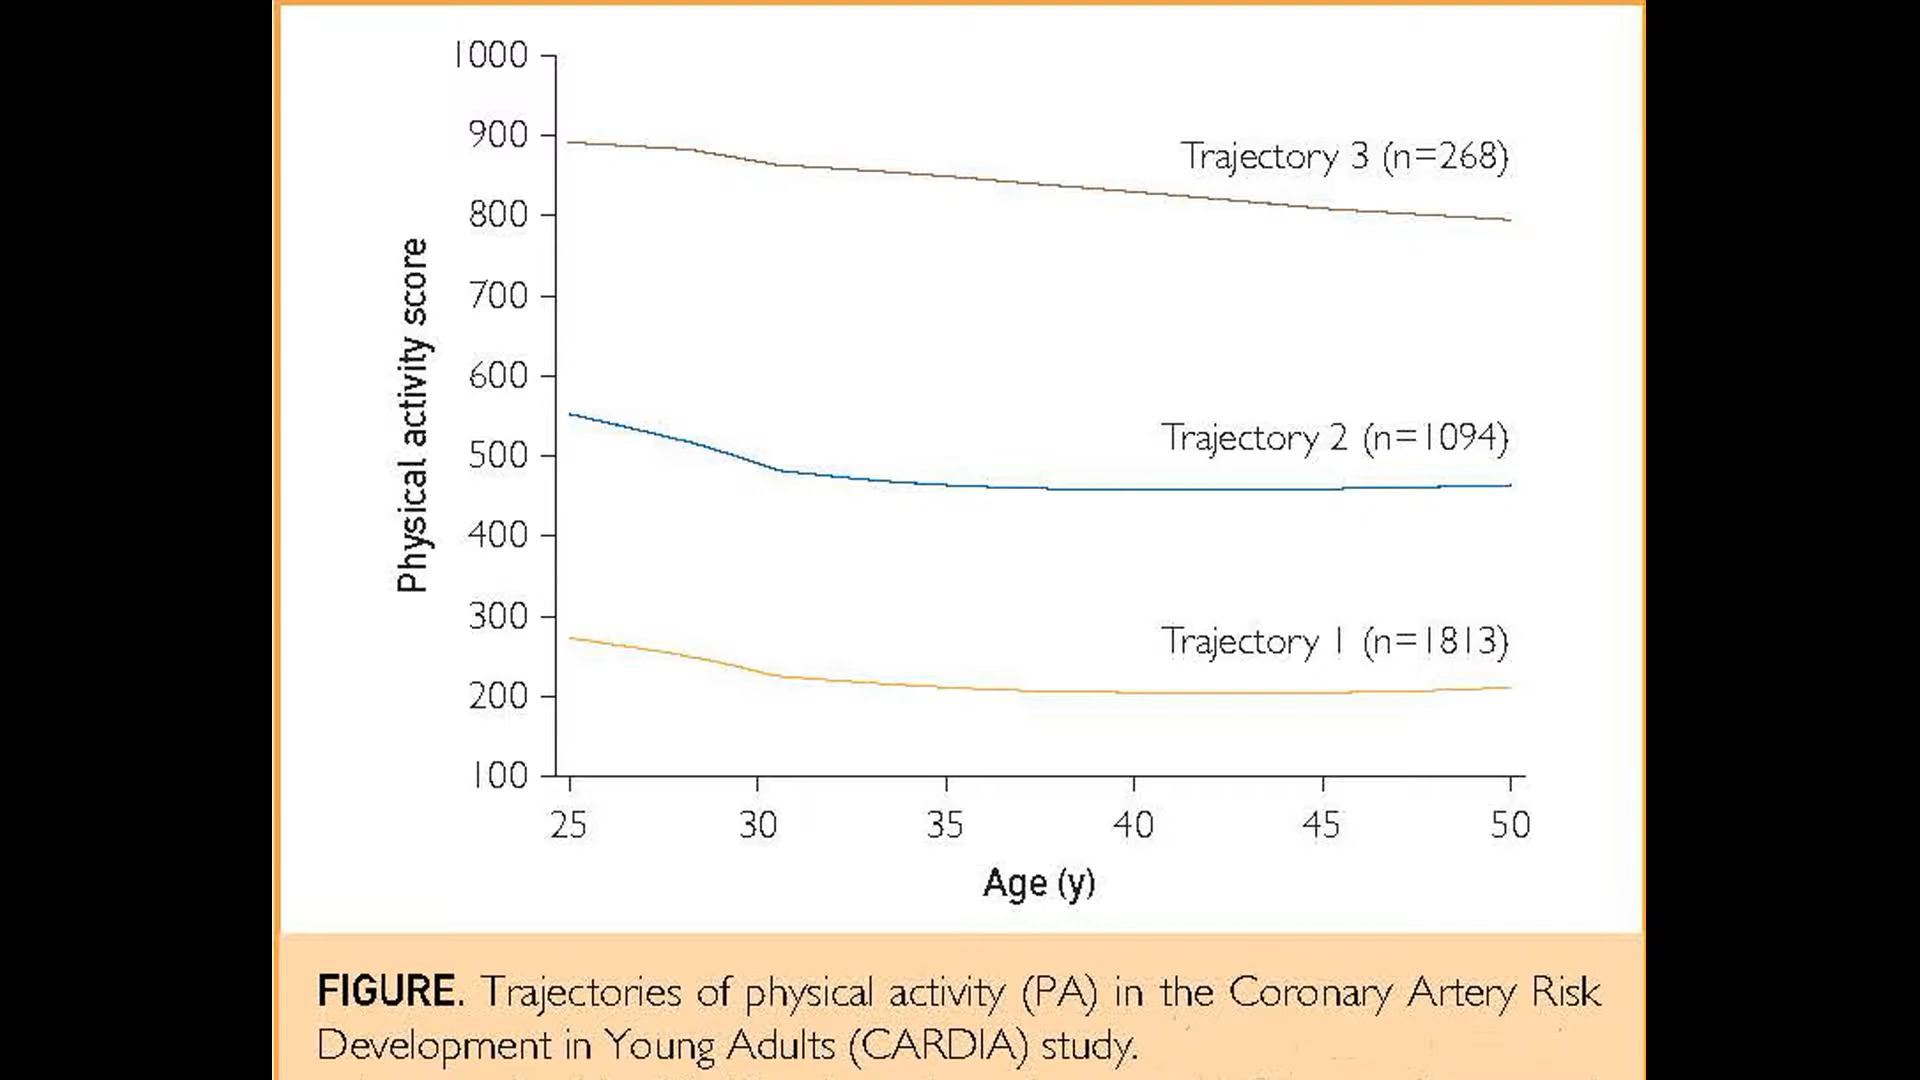 1000
900
800
700
600
500
400
300
200
100
Physical activity score
Trajectory 3 (n=268)
Trajectory 2 (n=1094)
Trajectory 1 (n=1813)
25 30 35 40 45 50
Age (y)
FIGURE. Trajectories of physical activity (PA) in the Coronary Artery Risk
Development in Young Adults (CARDIA) study.